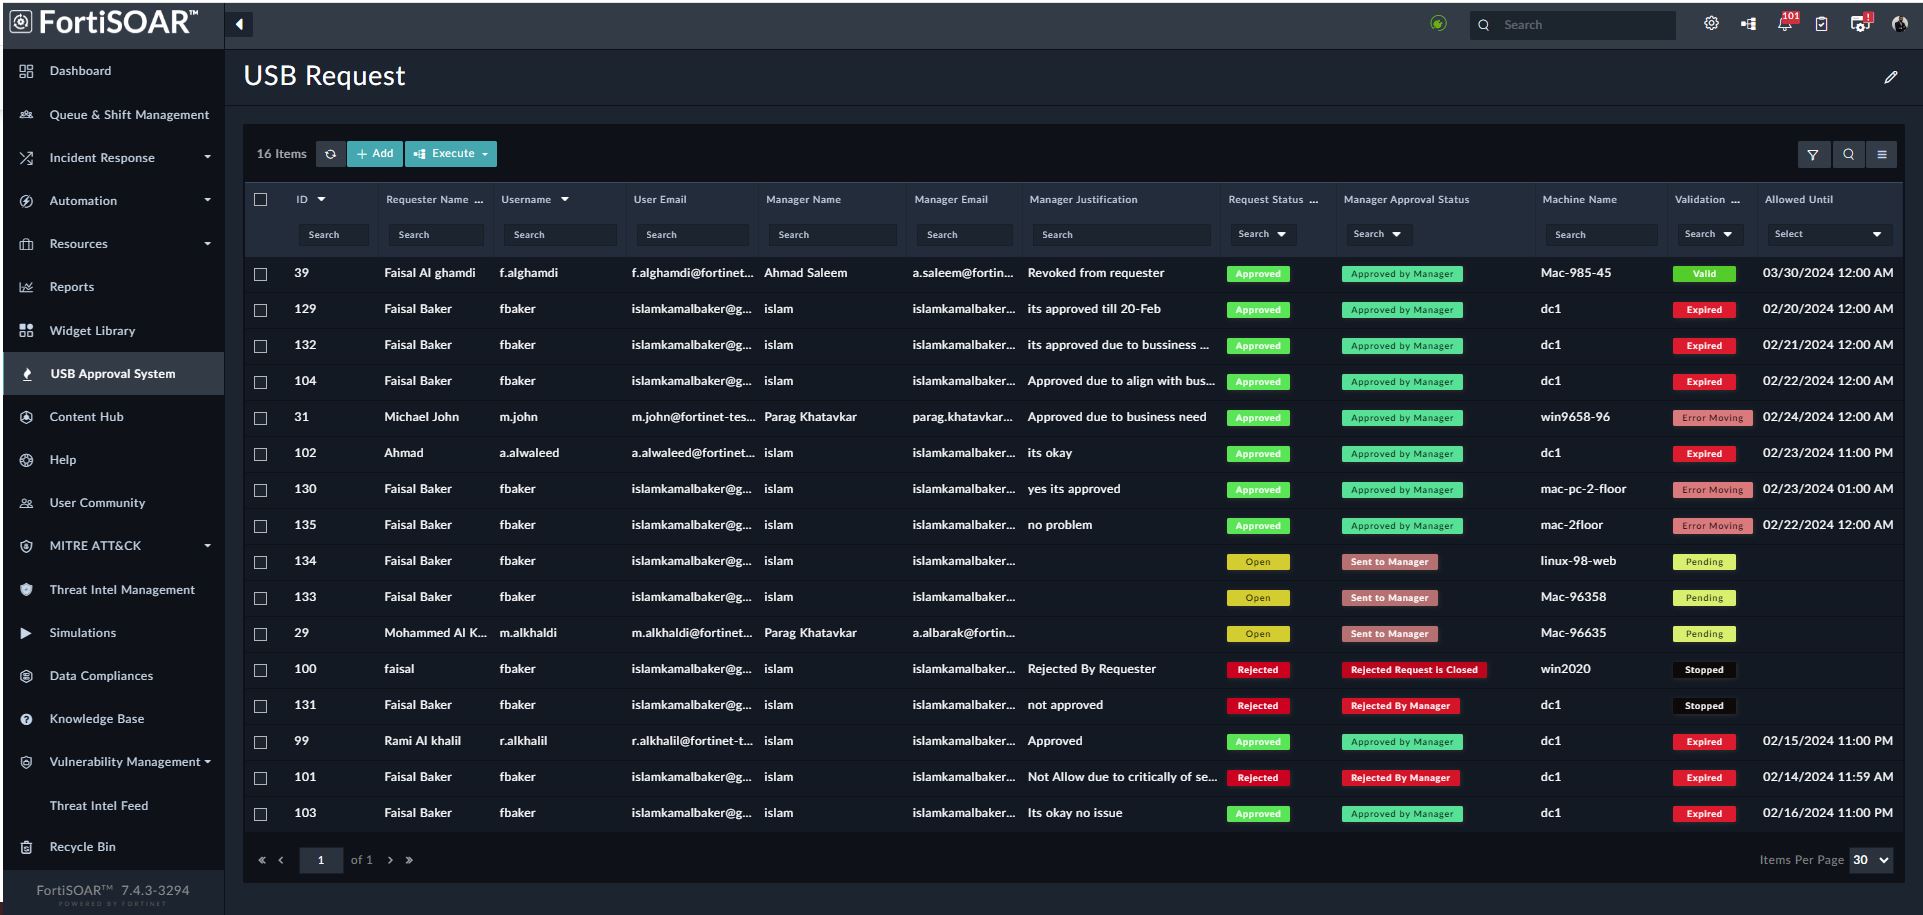 FortiSOAR™
Search
101
!
Dashboard
Queue & Shift Management
Incident Response
Automation
Resources
Reports
Widget Library
USB Approval System
Content Hub
Help
User Community
MITRE ATT&CK
Threat Intel Management
Simulations
Data Compliances
Knowledge Base
Vulnerability Management
Threat Intel Feed
Recycle Bin
FortiSOAR™ 7.4.3-3294
POWERED BY FORTINET
USB Request
16 Items + Add Execute
ID Requester Name ... Username User Email Manager Name Manager Email Manager Justification Request Status ... Manager Approval Status Machine Name Validation ... Allowed Until
Search Search Search Search Search Search Search Search Search Search Search Select
39 Faisal Al ghamdi f.alghamdi f.alghamdi@fortinet... Ahmad Saleem a.saleem@fortin... Revoked from requester Approved Approved by Manager Mac-985-45 Valid 03/30/2024 12:00 AM
129 Faisal Baker fbaker islamkamalbaker@g... islam islamkamalbaker... its approved till 20-Feb Approved Approved by Manager dc1 Expired 02/20/2024 12:00 AM
132 Faisal Baker fbaker islamkamalbaker@g... islam islamkamalbaker... its approved due to bussiness ... Approved Approved by Manager dc1 Expired 02/21/2024 12:00 AM
104 Faisal Baker fbaker islamkamalbaker@g... islam islamkamalbaker... Approved due to align with bus... Approved Approved by Manager dc1 Expired 02/22/2024 12:00 AM
31 Michael John m.john m.john@fortinet-tes... Parag Khatavkar parag.khatavkar... Approved due to business need Approved Approved by Manager win9658-96 Error Moving 02/24/2024 12:00 AM
102 Ahmad a.alwaleed a.alwaleed@fortinet... islam islamkamalbaker... its okay Approved Approved by Manager dc1 Expired 02/23/2024 11:00 PM
130 Faisal Baker fbaker islamkamalbaker@g... islam islamkamalbaker... yes its approved Approved Approved by Manager mac-pc-2-floor Error Moving 02/23/2024 01:00 AM
135 Faisal Baker fbaker islamkamalbaker@g... islam islamkamalbaker... no problem Approved Approved by Manager mac-2floor Error Moving 02/22/2024 12:00 AM
134 Faisal Baker fbaker islamkamalbaker@g... islam islamkamalbaker... Open Sent to Manager linux-98-web Pending
133 Faisal Baker fbaker islamkamalbaker@g... islam islamkamalbaker... Open Sent to Manager Mac-96358 Pending
29 Mohammed Al K... m.alkhaldi m.alkhaldi@fortinet... Parag Khatavkar a.albarak@fortin... Open Sent to Manager Mac-96635 Pending
100 faisal fbaker islamkamalbaker@g... islam islamkamalbaker... Rejected By Requester Rejected Rejected Request is Closed win2020 Stopped
131 Faisal Baker fbaker islamkamalbaker@g... islam islamkamalbaker... not approved Rejected Rejected By Manager dc1 Stopped
99 Rami Al khalil r.alkhalil r.alkhalil@fortinet-t... islam islamkamalbaker... Approved Approved Approved by Manager dc1 Expired 02/15/2024 11:00 PM
101 Faisal Baker fbaker islamkamalbaker@g... islam islamkamalbaker... Not Allow due to critically of se... Rejected Rejected By Manager dc1 Expired 02/14/2024 11:59 AM
103 Faisal Baker fbaker islamkamalbaker@g... islam islamkamalbaker... Its okay no issue Approved Approved by Manager dc1 Expired 02/16/2024 11:00 PM
« ‹ 1 of 1 › » Items Per Page 30